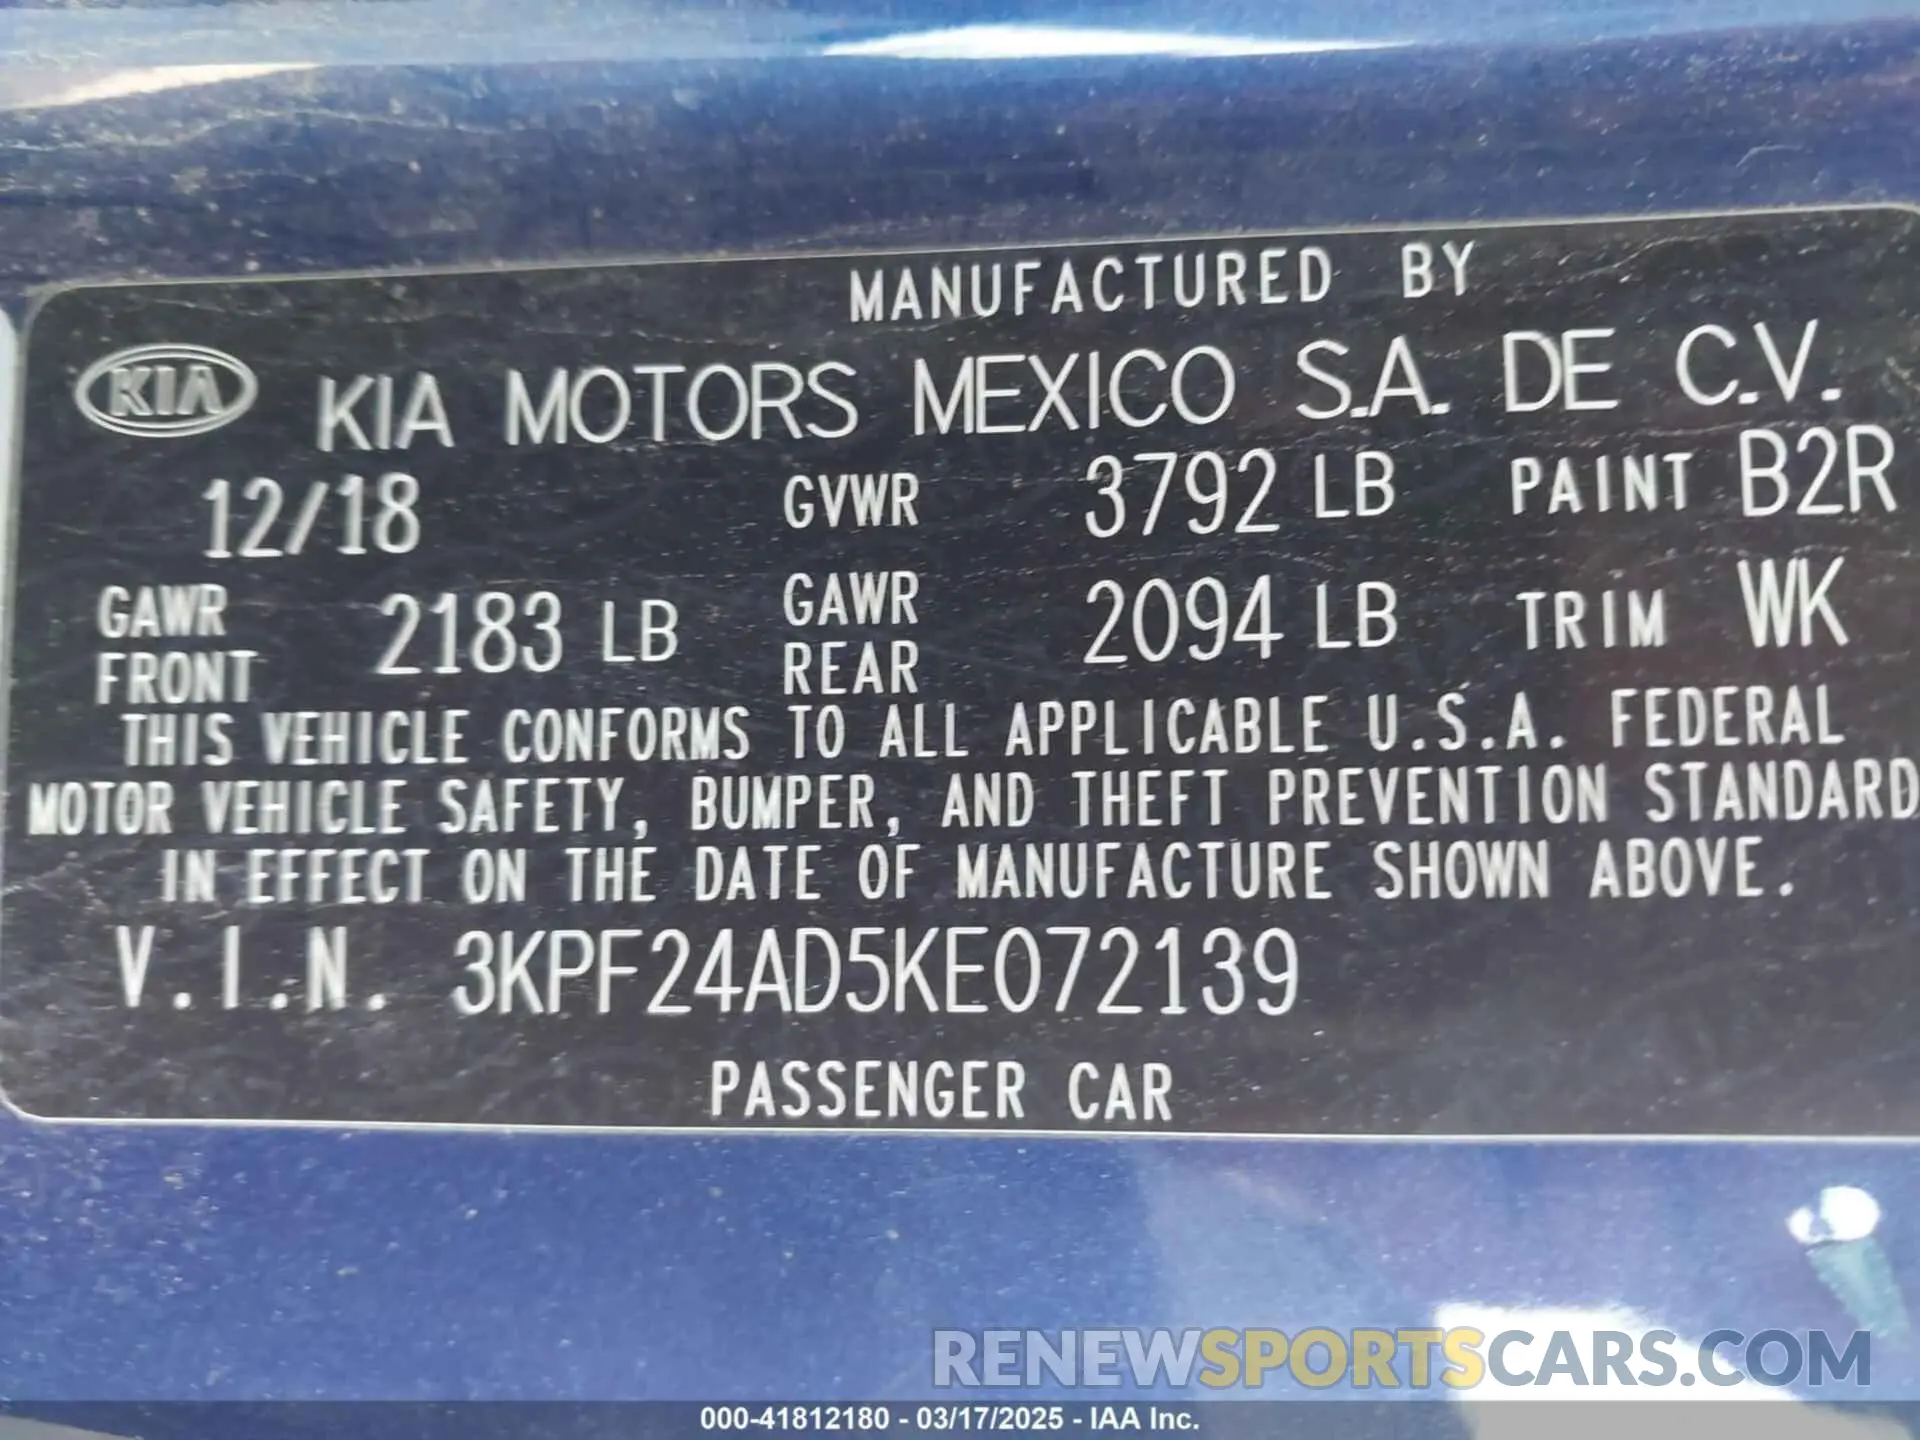 MANUFACTURED BY
KIA KIA MOTORS MEXICO S.A. DE C.V.
12/18 GVWR 3792 LB PAINT B2R
GAWR FRONT 2183 LB GAWR REAR 2094 LB TRIM WK
THIS VEHICLE CONFORMS TO ALL APPLICABLE U.S.A. FEDERAL
MOTOR VEHICLE SAFETY, BUMPER, AND THEFT PREVENTION STANDARD
IN EFFECT ON THE DATE OF MANUFACTURE SHOWN ABOVE.
V.I.N. 3KPF24AD5KE072139
PASSENGER CAR
RENEWSPORTSCARS.COM
000-41812180 - 03/17/2025 - IAA Inc.